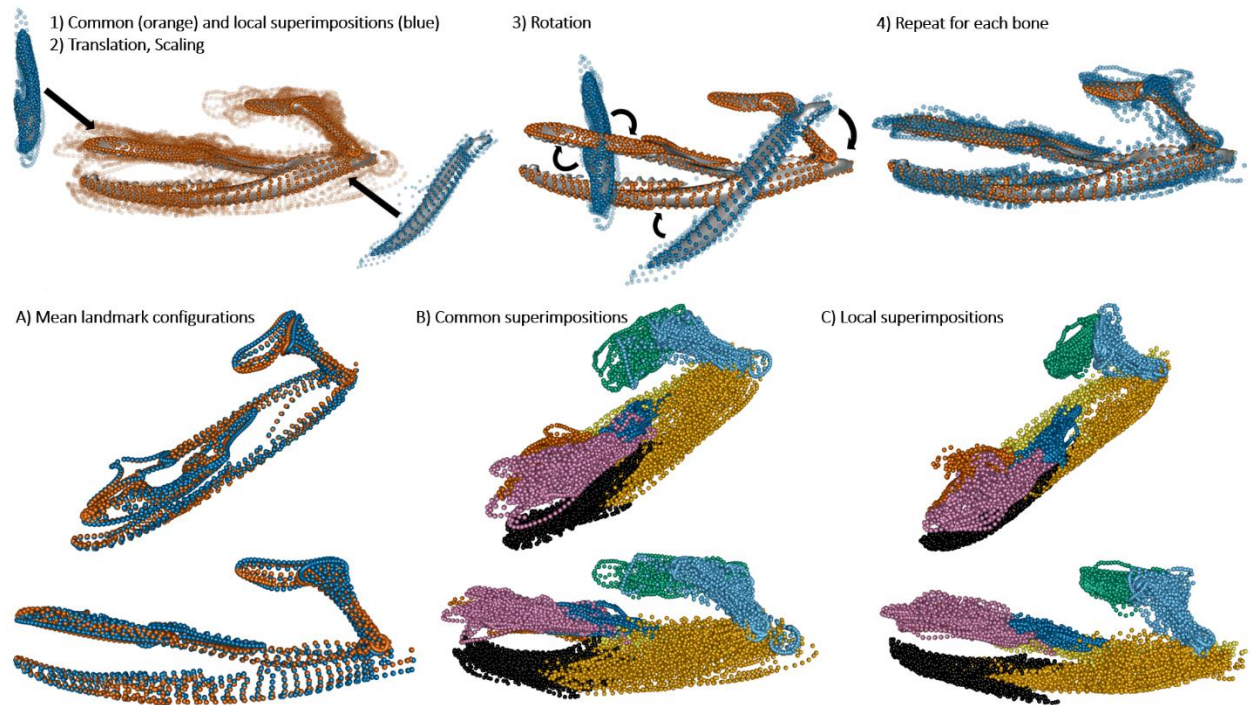 1) Common (orange) and local superimpositions (blue)
2) Translation, Scaling
3) Rotation
4) Repeat for each bone
A) Mean landmark configurations
B) Common superimpositions
C) Local superimpositions